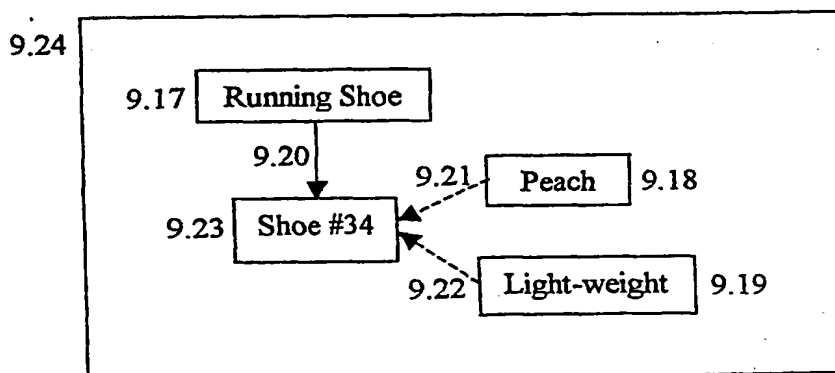 9.24
9.17 Running Shoe
9.20
9.21 Peach 9.18
9.23 Shoe #34
9.22 Light-weight 9.19